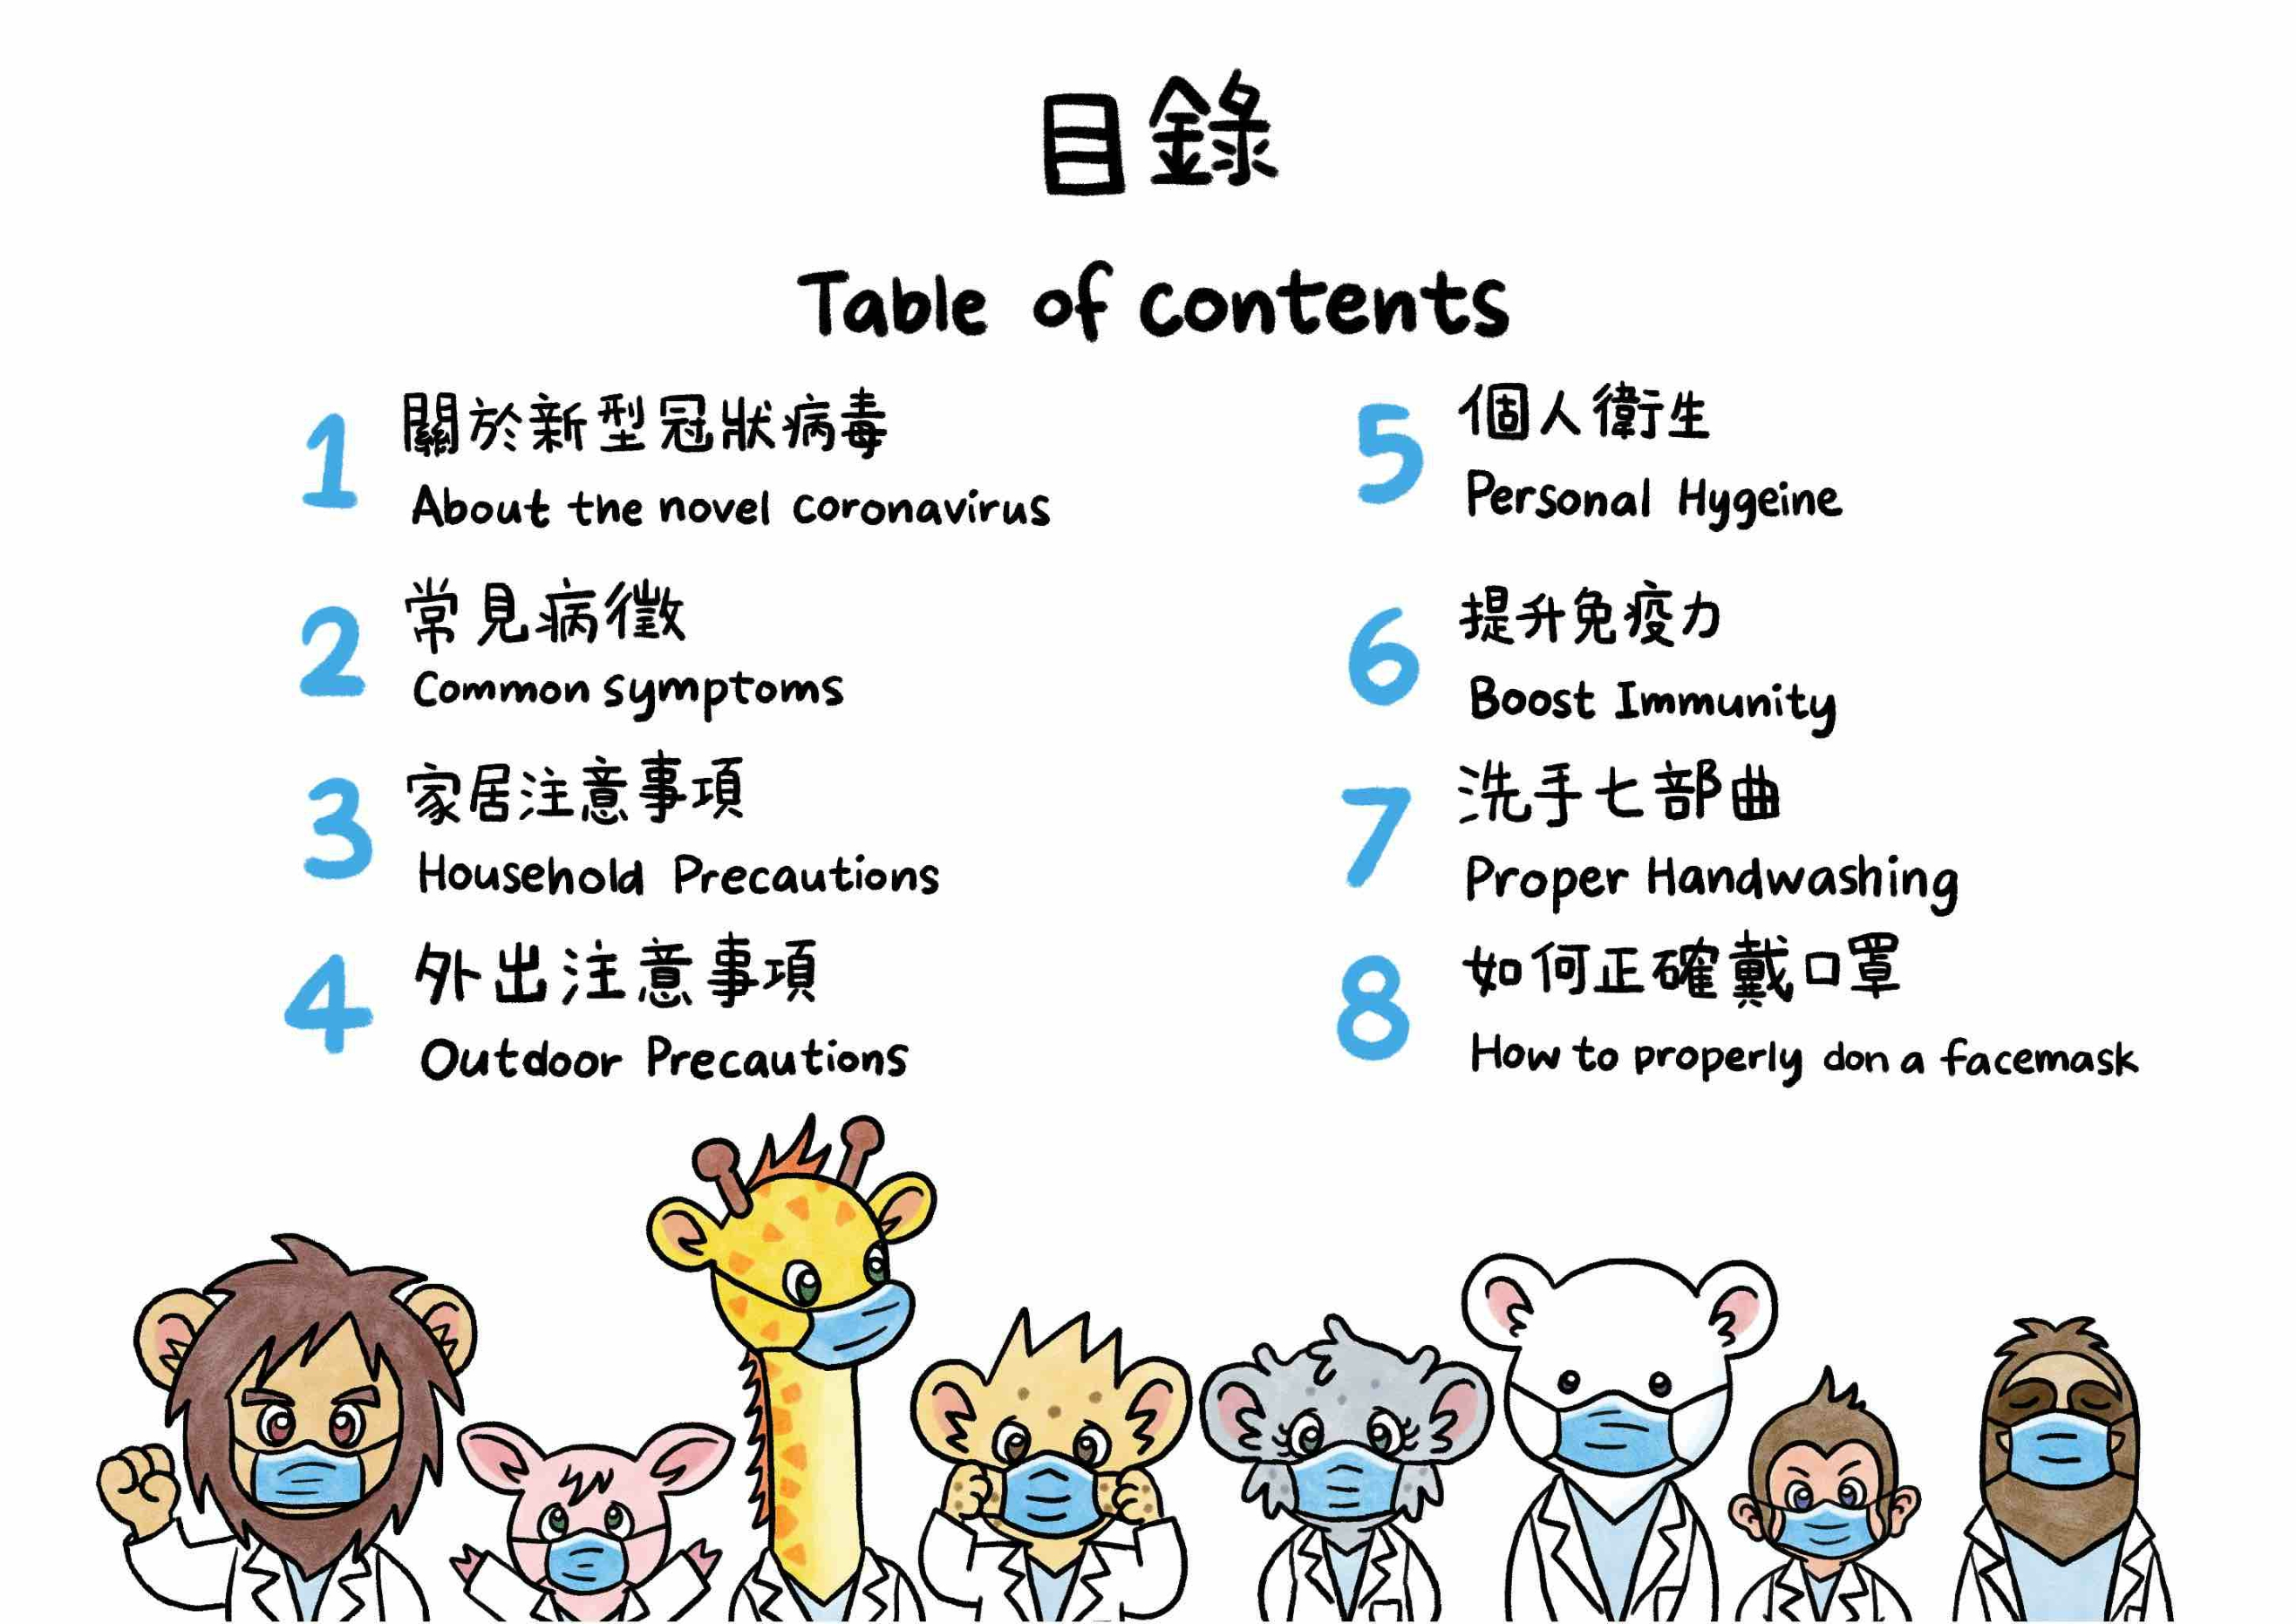 目錄
Table of contents
1
關於新型冠狀病毒
About the novel coronavirus
2
常見病徵
Common symptoms
3
家居注意事項
Household Precautions
4
外出注意事項
Outdoor Precautions
5
個人衛生
Personal Hygeine
6
提升免疫力
Boost Immunity
7
洗手七部曲
Proper Handwashing
8
如何正確戴口罩
How to properly don a facemask